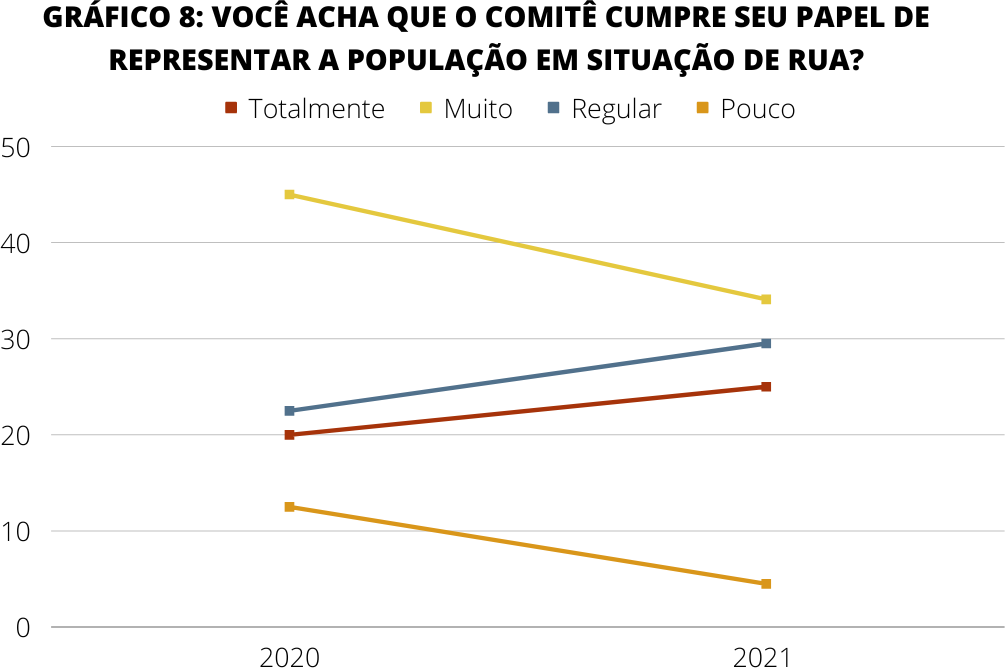 GRÁFICO 8: VOCÊ ACHA QUE O COMITÊ CUMPRE SEU PAPEL DE
REPRESENTAR A POPULAÇÃO EM SITUAÇÃO DE RUA?
Totalmente Muito Regular Pouco
50
40
30
20
10
0
2020 2021